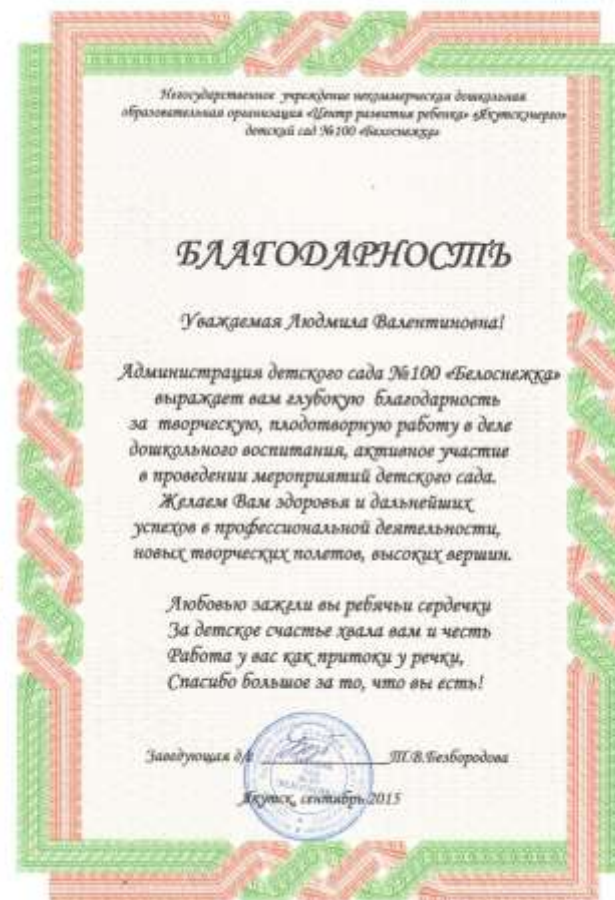 Негосударственное учреждение некоммерческая дошкольная
образовательная организация «Центр развития ребенка» «Якутскэнерго»
детский сад №100 «Белоснежка»
БЛАГОДАРНОСТЬ
Уважаемая Людмила Валентиновна!
Администрация детского сада №100 «Белоснежка»
выражает вам глубокую благодарность
за творческую, плодотворную работу в деле
дошкольного воспитания, активное участие
в проведении мероприятий детского сада.
Желаем Вам здоровья и дальнейших
успехов в профессиональной деятельности,
новых творческих полетов, высоких вершин.
Любовью зажгли вы ребячьи сердечки
За детское счастье хвала вам и честь
Работа у вас как притоки у речки,
Спасибо большое за то, что вы есть!
Заведующая д/с Т.В.Безбородова
Якутск, сентябрь 2015